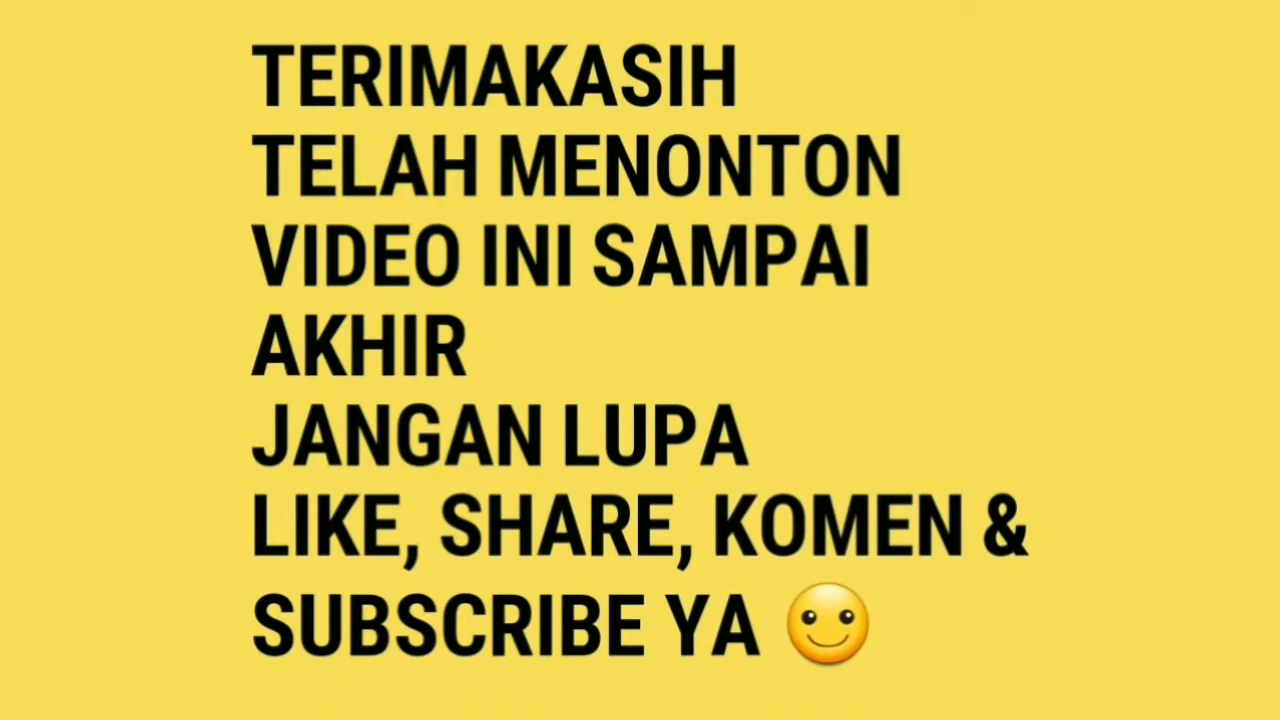 TERIMAKASIH
TELAH MENONTON
VIDEO INI SAMPAI
AKHIR
JANGAN LUPA
LIKE, SHARE, KOMEN &
SUBSCRIBE YA 🙂